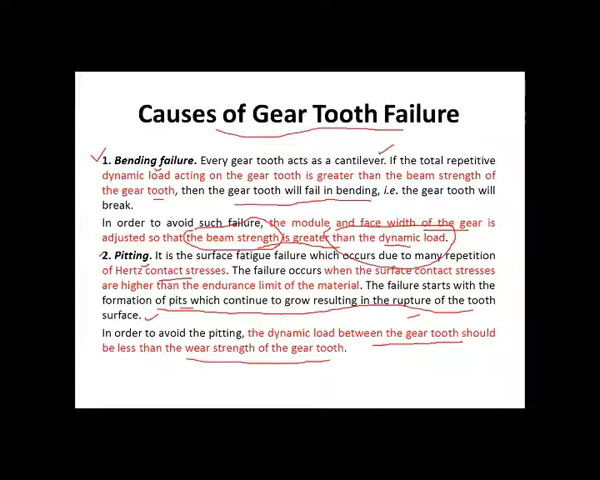 Causes of Gear Tooth Failure
1. Bending failure. Every gear tooth acts as a cantilever. If the total repetitive
dynamic load acting on the gear tooth is greater than the beam strength of
the gear tooth, then the gear tooth will fail in bending, i.e. the gear tooth will
break.
In order to avoid such failure, the module and face width of the gear is
adjusted so that the beam strength is greater than the dynamic load.
2. Pitting. It is the surface fatigue failure which occurs due to many repetition
of Hertz contact stresses. The failure occurs when the surface contact stresses
are higher than the endurance limit of the material. The failure starts with the
formation of pits which continue to grow resulting in the rupture of the tooth
surface.
In order to avoid the pitting, the dynamic load between the gear tooth should
be less than the wear strength of the gear tooth.